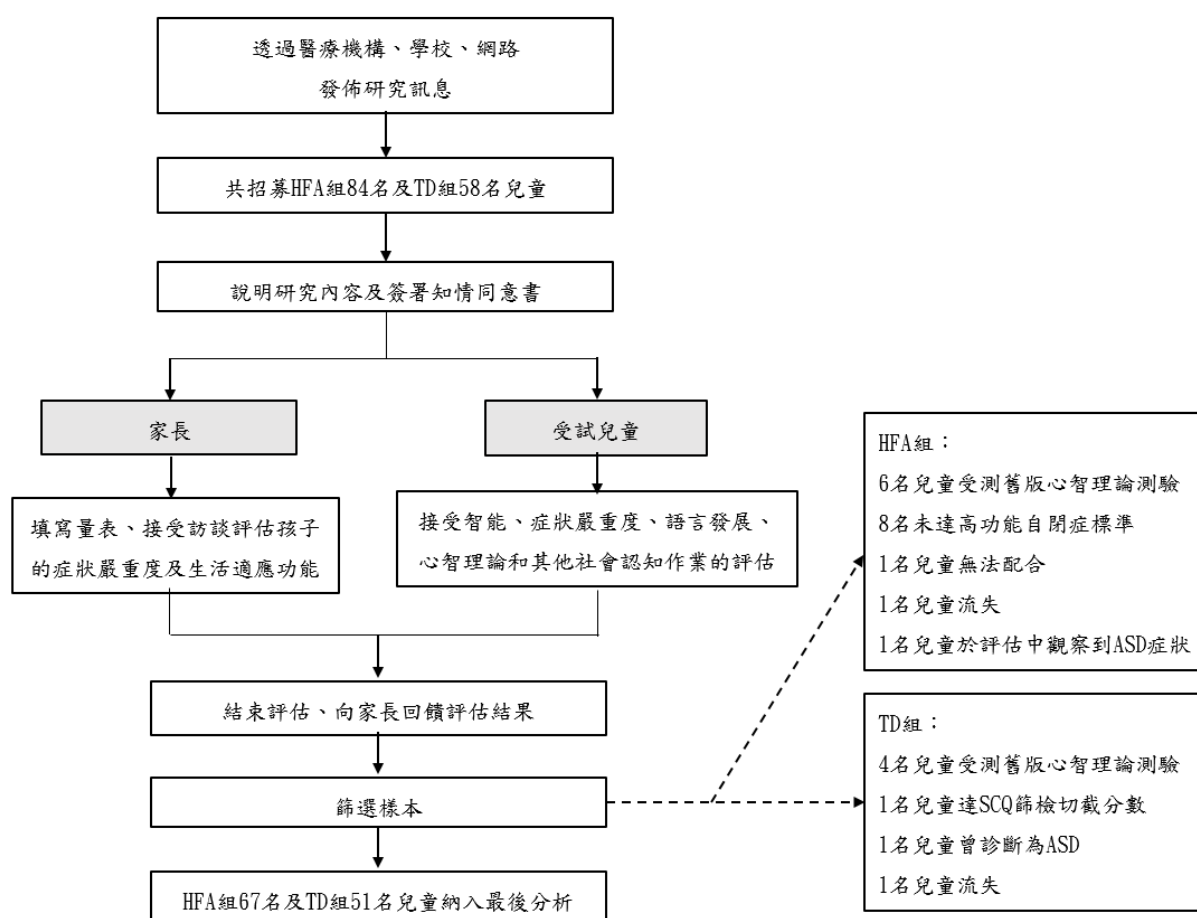 透過醫療機構、學校、網路
發佈研究訊息
共招募HFA組84名及TD組58名兒童
說明研究內容及簽署知情同意書
家長
受試兒童
填寫量表、接受訪談評估孩子
的症狀嚴重度及生活適應功能
接受智能、症狀嚴重度、語言發展、
心智理論和其他社會認知作業的評估
結束評估、向家長回饋評估結果
篩選樣本
HFA組67名及TD組51名兒童納入最後分析
HFA組：
6名兒童受測舊版心智理論測驗
8名未達高功能自閉症標準
1名兒童無法配合
1名兒童流失
1名兒童於評估中觀察到ASD症狀
TD組：
4名兒童受測舊版心智理論測驗
1名兒童達SCQ篩檢切截分數
1名兒童曾診斷為ASD
1名兒童流失